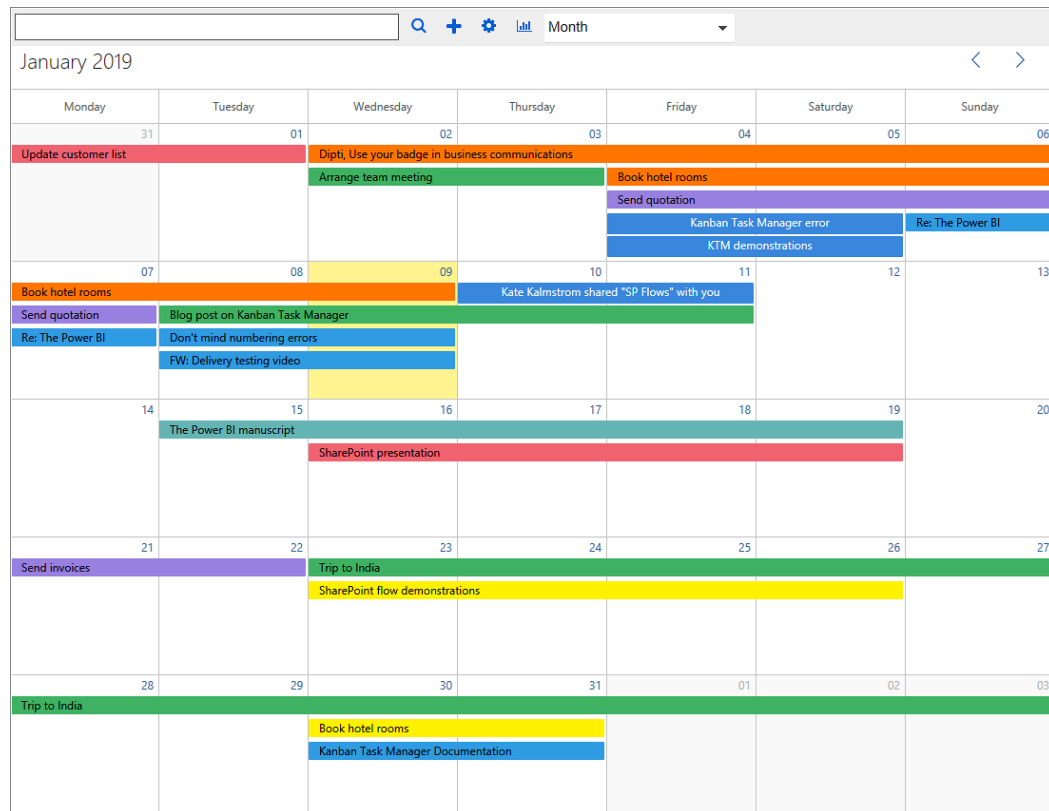 Month
January 2019
Monday Tuesday Wednesday Thursday Friday Saturday Sunday
31 01 02 03 04 05 06
Update customer list Dipti, Use your badge in business communications
Arrange team meeting Book hotel rooms
Send quotation
Kanban Task Manager error Re: The Power BI
KTM demonstrations
07 08 09 10 11 12 13
Book hotel rooms Kate Kalmstrom shared "SP Flows" with you
Send quotation Blog post on Kanban Task Manager
Re: The Power BI Don't mind numbering errors
FW: Delivery testing video
14 15 16 17 18 19 20
The Power BI manuscript
SharePoint presentation
21 22 23 24 25 26 27
Send invoices Trip to India
SharePoint flow demonstrations
28 29 30 31 01 02 03
Trip to India
Book hotel rooms
Kanban Task Manager Documentation